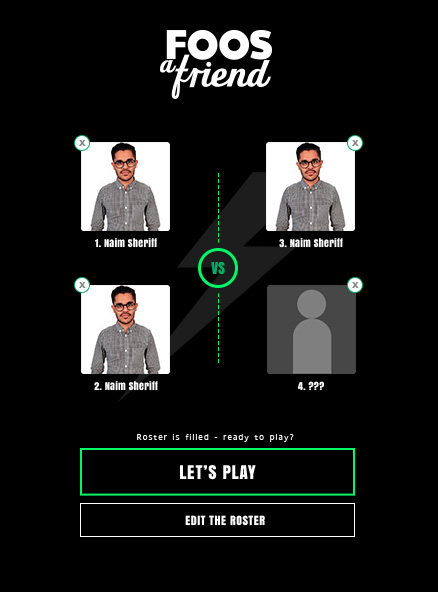 FOOS
a friend
X
X
1. Naim Sheriff
3. Naim Sheriff
VS
X
X
2. Naim Sheriff
4. ???
Roster is filled - ready to play?
LET'S PLAY
EDIT THE ROSTER